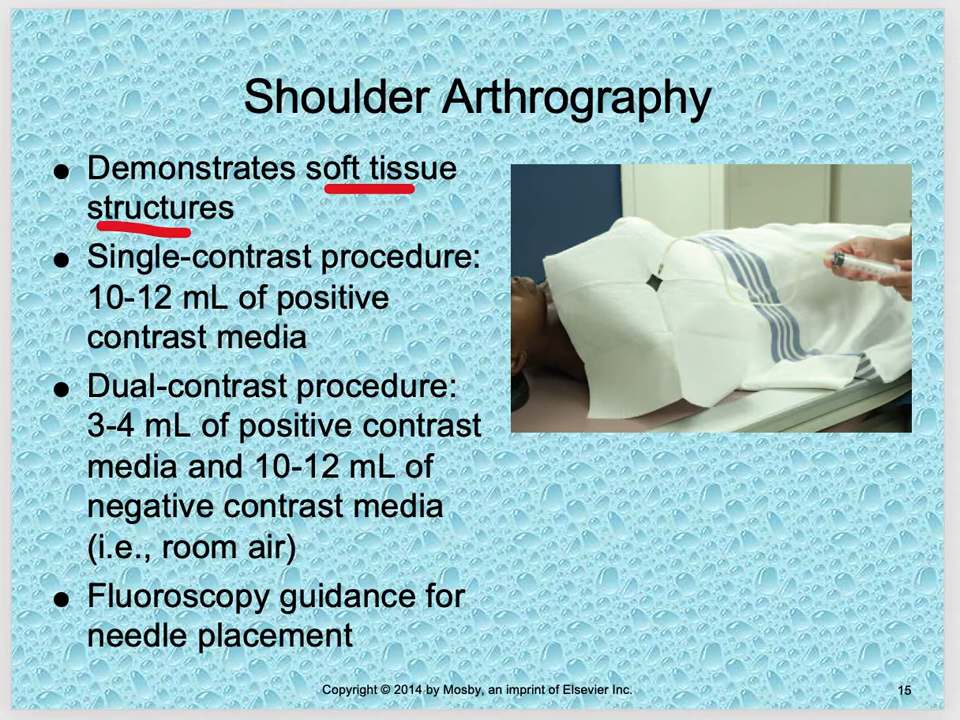 Shoulder Arthrography
● Demonstrates soft tissue
structures
● Single-contrast procedure:
10-12 mL of positive
contrast media
● Dual-contrast procedure:
3-4 mL of positive contrast
media and 10-12 mL of
negative contrast media
(i.e., room air)
● Fluoroscopy guidance for
needle placement
Copyright © 2014 by Mosby, an imprint of Elsevier Inc.
15